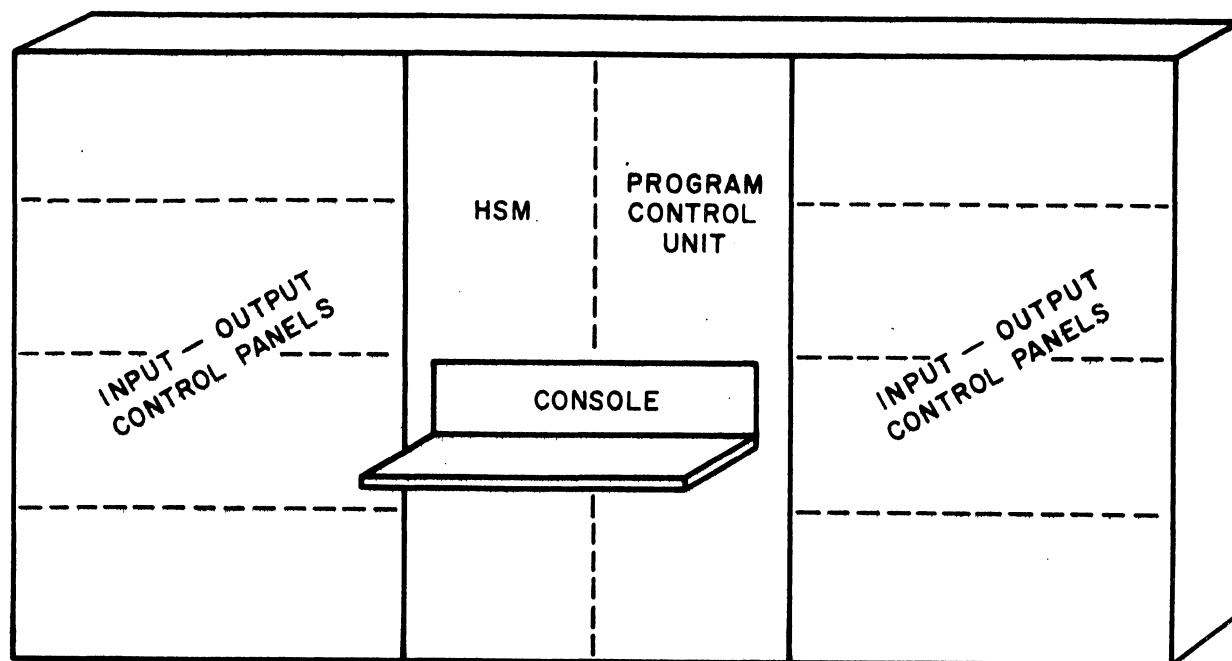 INPUT — OUTPUT
CONTROL PANELS
HSM
PROGRAM
CONTROL
UNIT
CONSOLE
INPUT — OUTPUT
CONTROL PANELS